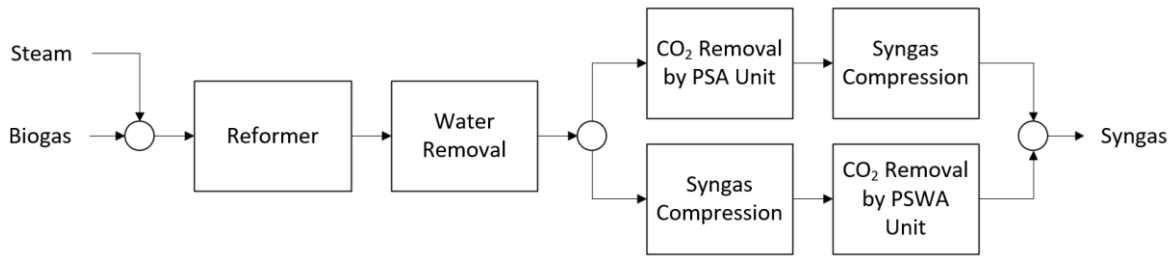 Steam
Biogas
Reformer
Water
Removal
CO₂ Removal
by PSA Unit
Syngas
Compression
Syngas
Compression
CO₂ Removal
by PSWA
Unit
Syngas